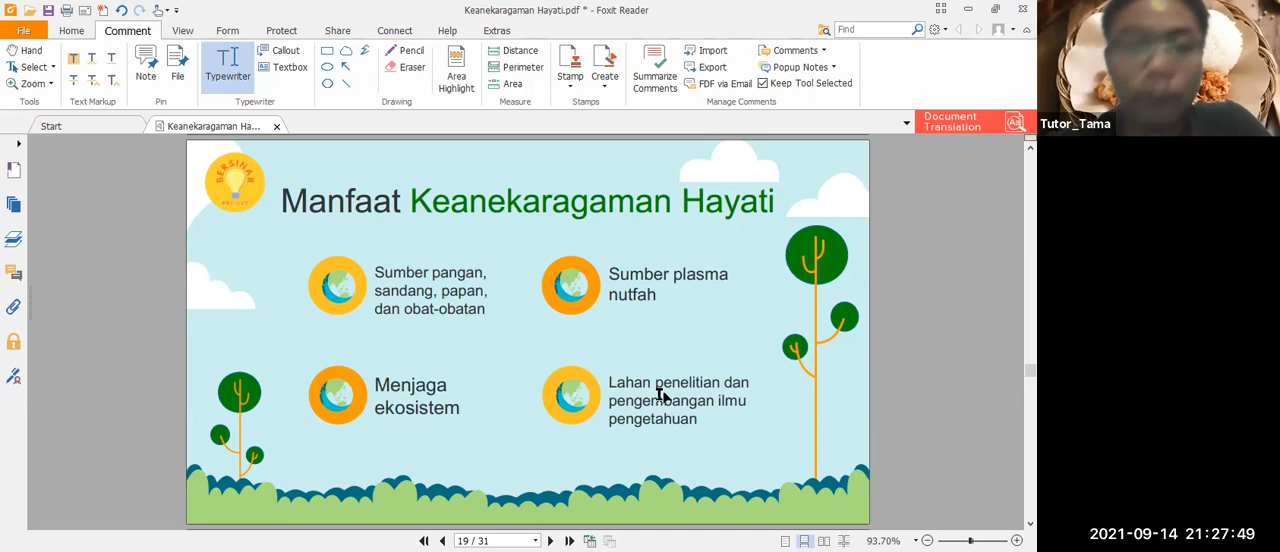 Keanekaragaman Hayati.pdf * - Foxit Reader
File Home Comment View Form Protect Share Connect Help Extras
Find
Hand
Select
Zoom
Tools
Text Markup
Note
File
Pin
Typewriter
Callout
Textbox
Typewriter
Pencil
Eraser
Drawing
Area
Highlight
Distance
Perimeter
Area
Measure
Stamp
Create
Stamps
Summarize
Comments
Import
Export
FDF via Email
Comments
Popup Notes
Keep Tool Selected
Manage Comments
Start
Keanekaragaman Ha...
Document
Translation
Tutor_Tama
BERSINAR
PROJECT
Manfaat Keanekaragaman Hayati
Sumber pangan,
sandang, papan,
dan obat-obatan
Sumber plasma
nutfah
Menjaga
ekosistem
Lahan penelitian dan
pengembangan ilmu
pengetahuan
19 / 31
93.70%
2021-09-14 21:27:49